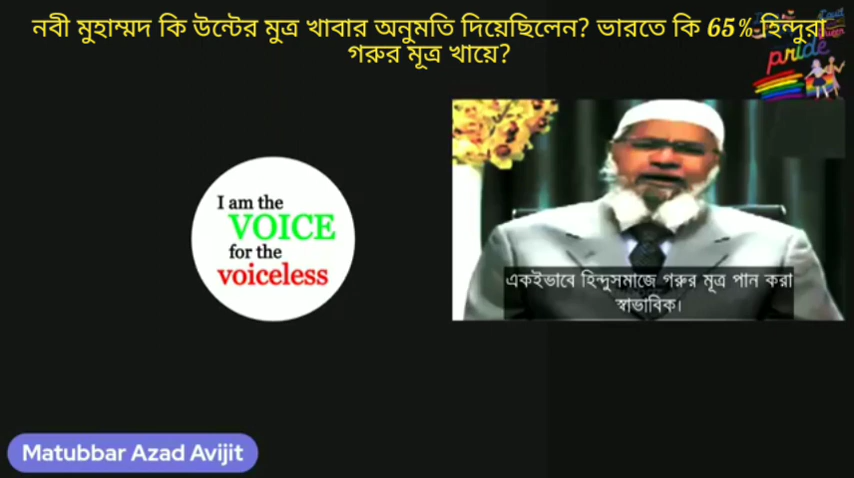 নবী মুহাম্মদ কি উন্টের মুত্র খাবার অনুমতি দিয়েছিলেন? ভারতে কি 65% হিন্দুরা
গরুর মূত্র খায়ে?
pride
I am the
VOICE
for the
voiceless
একইভাবে হিন্দুসমাজে গরুর মূত্র পান করা
স্বাভাবিক।
Matubbar Azad Avijit